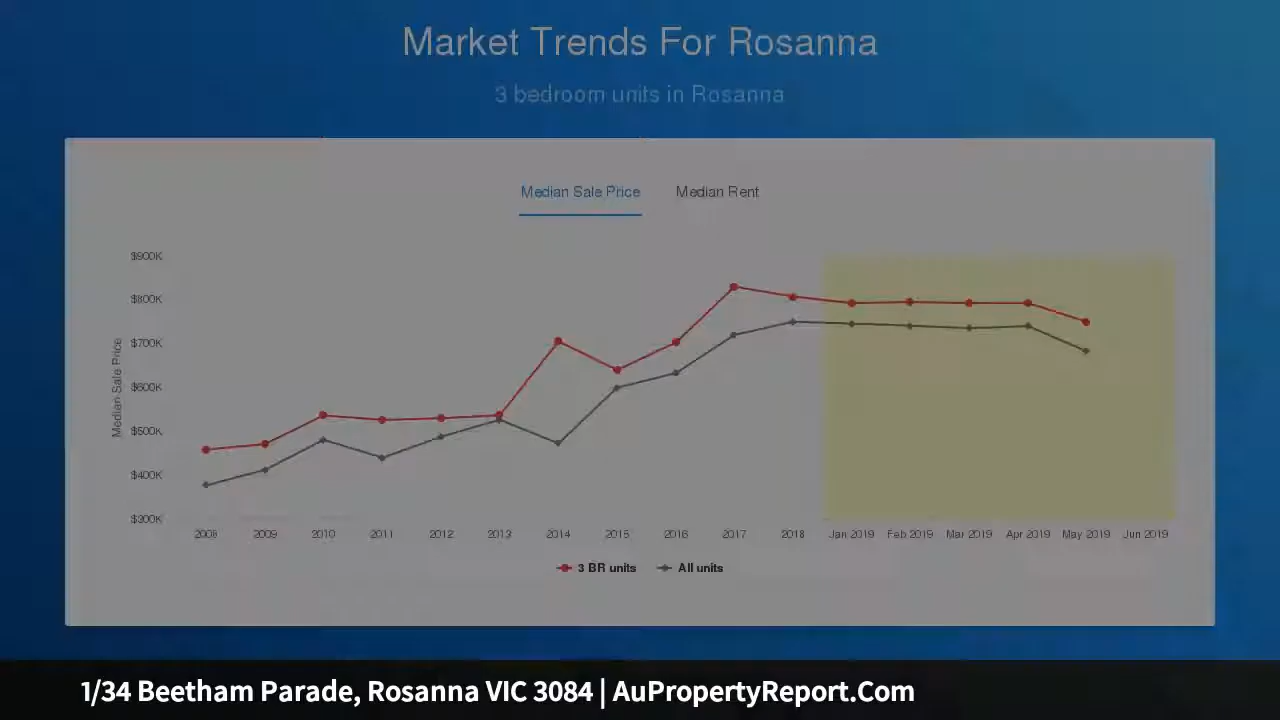 Market Trends For Rosanna
3 bedroom units in Rosanna
Median Sale Price Median Rent
$900K
$800K
$700K
$600K
$500K
$400K
$300K
Median Sale Price
2008 2009 2010 2011 2012 2013 2014 2015 2016 2017 2018 Jan 2019 Feb 2019 Mar 2019 Apr 2019 May 2019 Jun 2019
3 BR units All units
1/34 Beetham Parade, Rosanna VIC 3084 | AuPropertyReport.Com